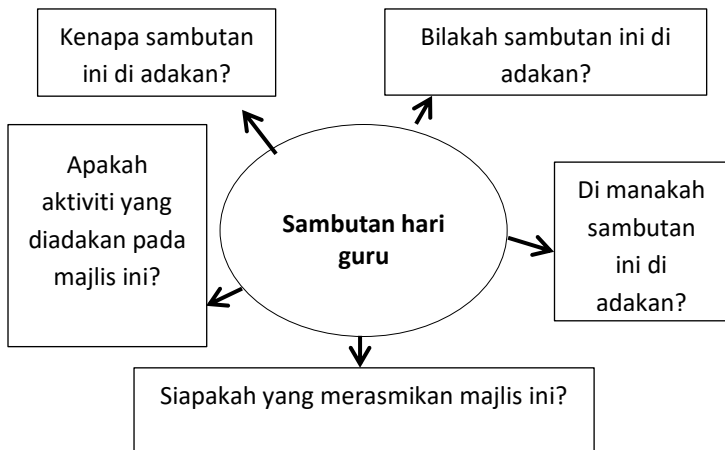 Kenapa sambutan
ini di adakan?
Bilakah sambutan ini di
adakan?
Apakah
aktiviti yang
diadakan pada
majlis ini?
Sambutan hari
guru
Di manakah
sambutan
ini di
adakan?
Siapakah yang merasmikan majlis ini?